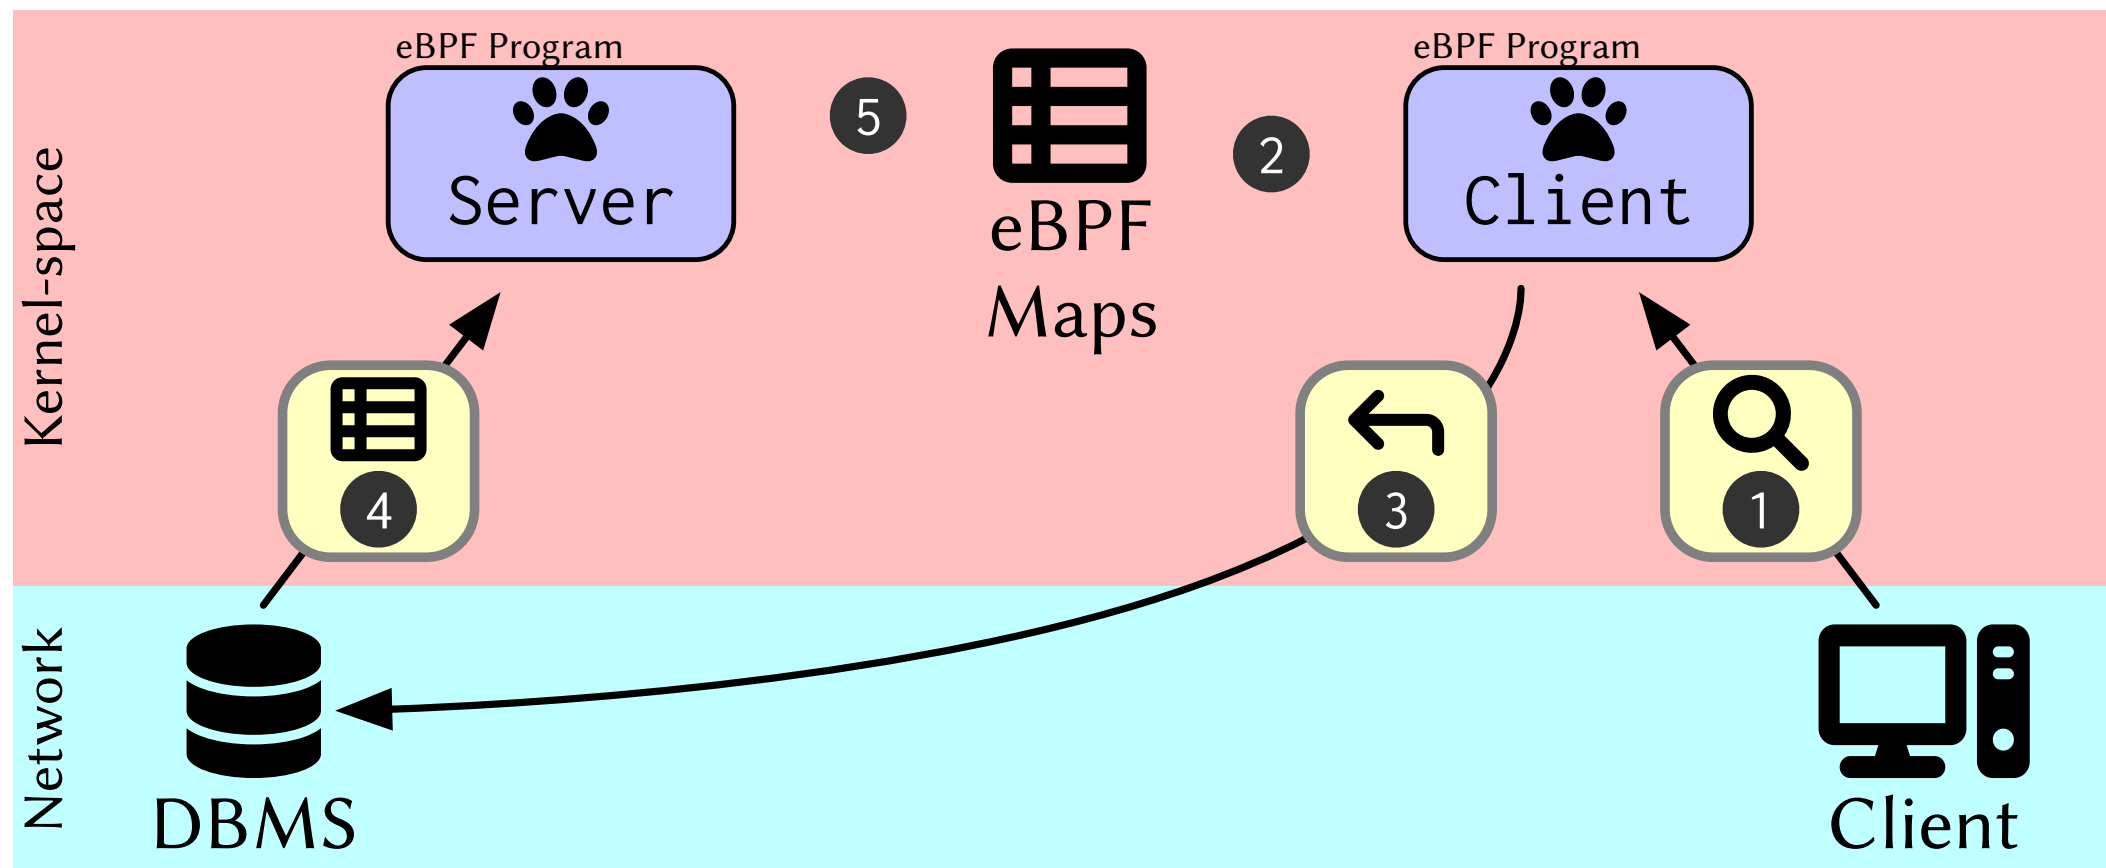 eBPF Program
eBPF Program
Server
5
eBPF
Maps
2
Client
Kernel-space
4
3
1
Network
DBMS
Client